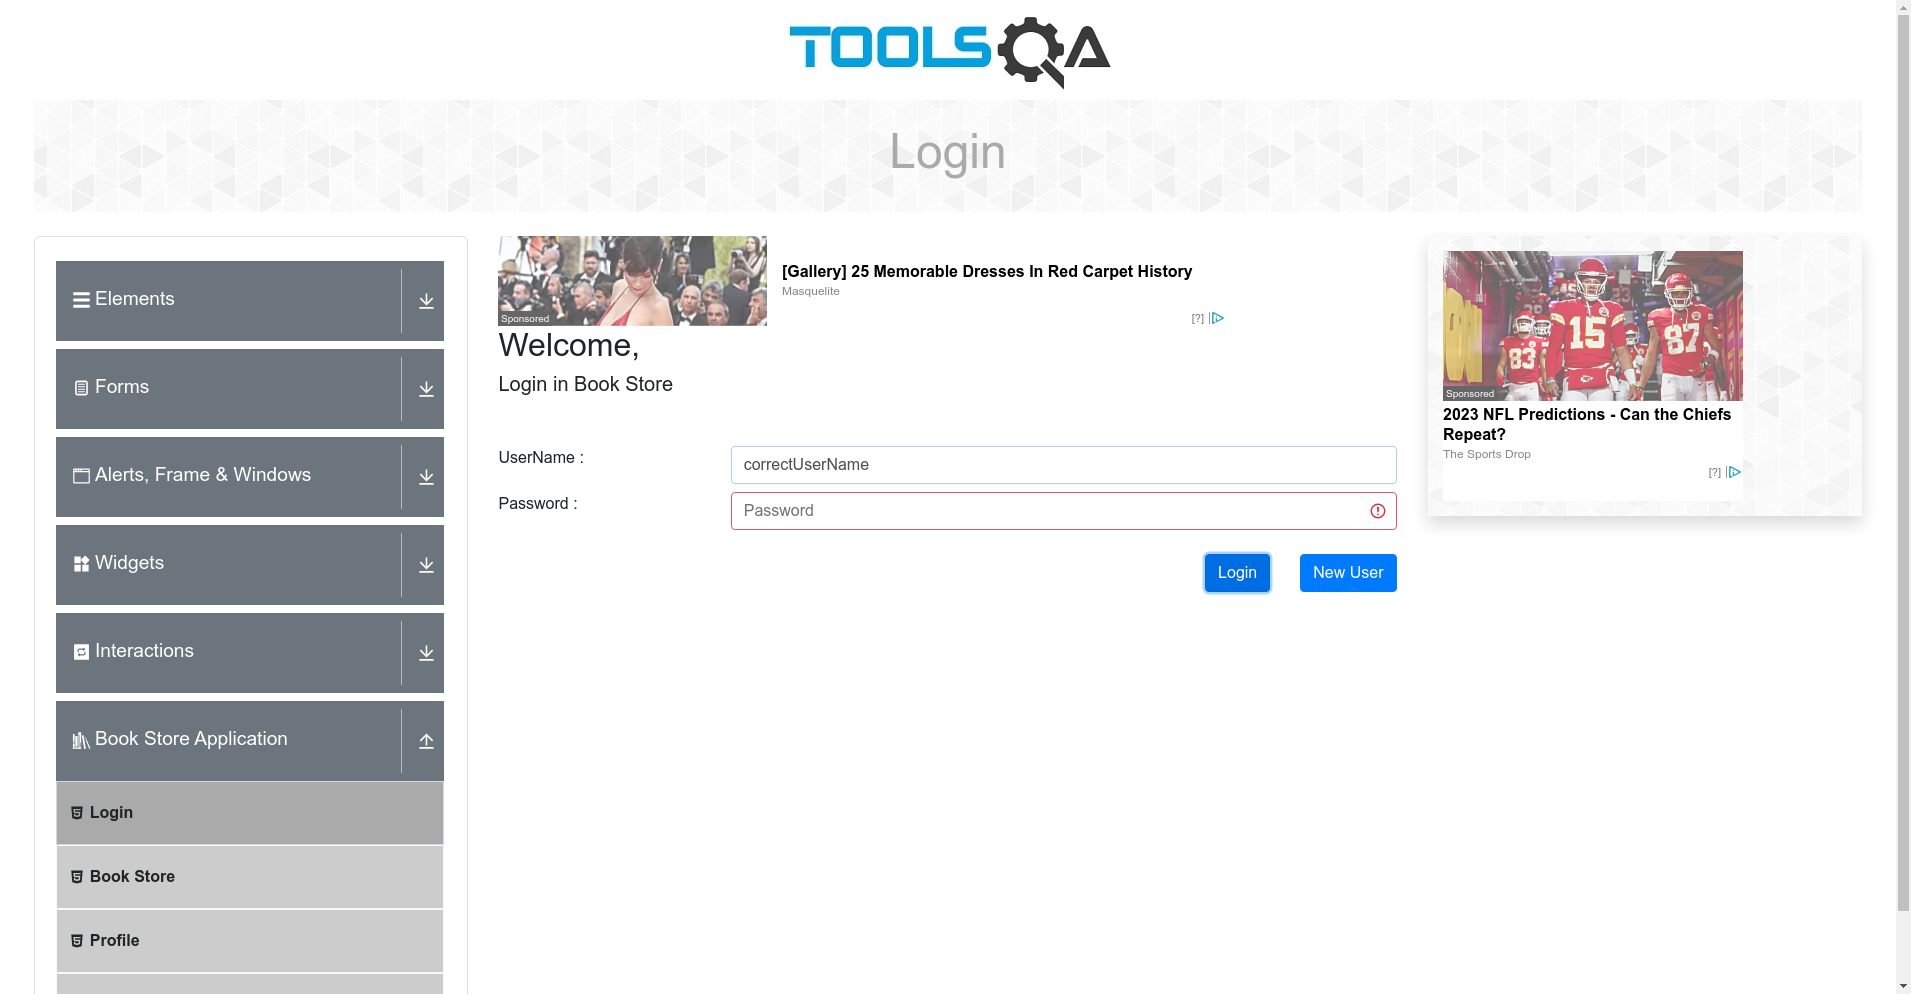 TOOLSQA
Login
Elements
Forms
Alerts, Frame & Windows
Widgets
Interactions
Book Store Application
Login
Book Store
Profile
Sponsored
[Gallery] 25 Memorable Dresses In Red Carpet History
Masquelite
[?]
Welcome,
Login in Book Store
UserName :
correctUserName
Password :
Password
Login
New User
83
15
87
Sponsored
2023 NFL Predictions - Can the Chiefs
Repeat?
The Sports Drop
[?]